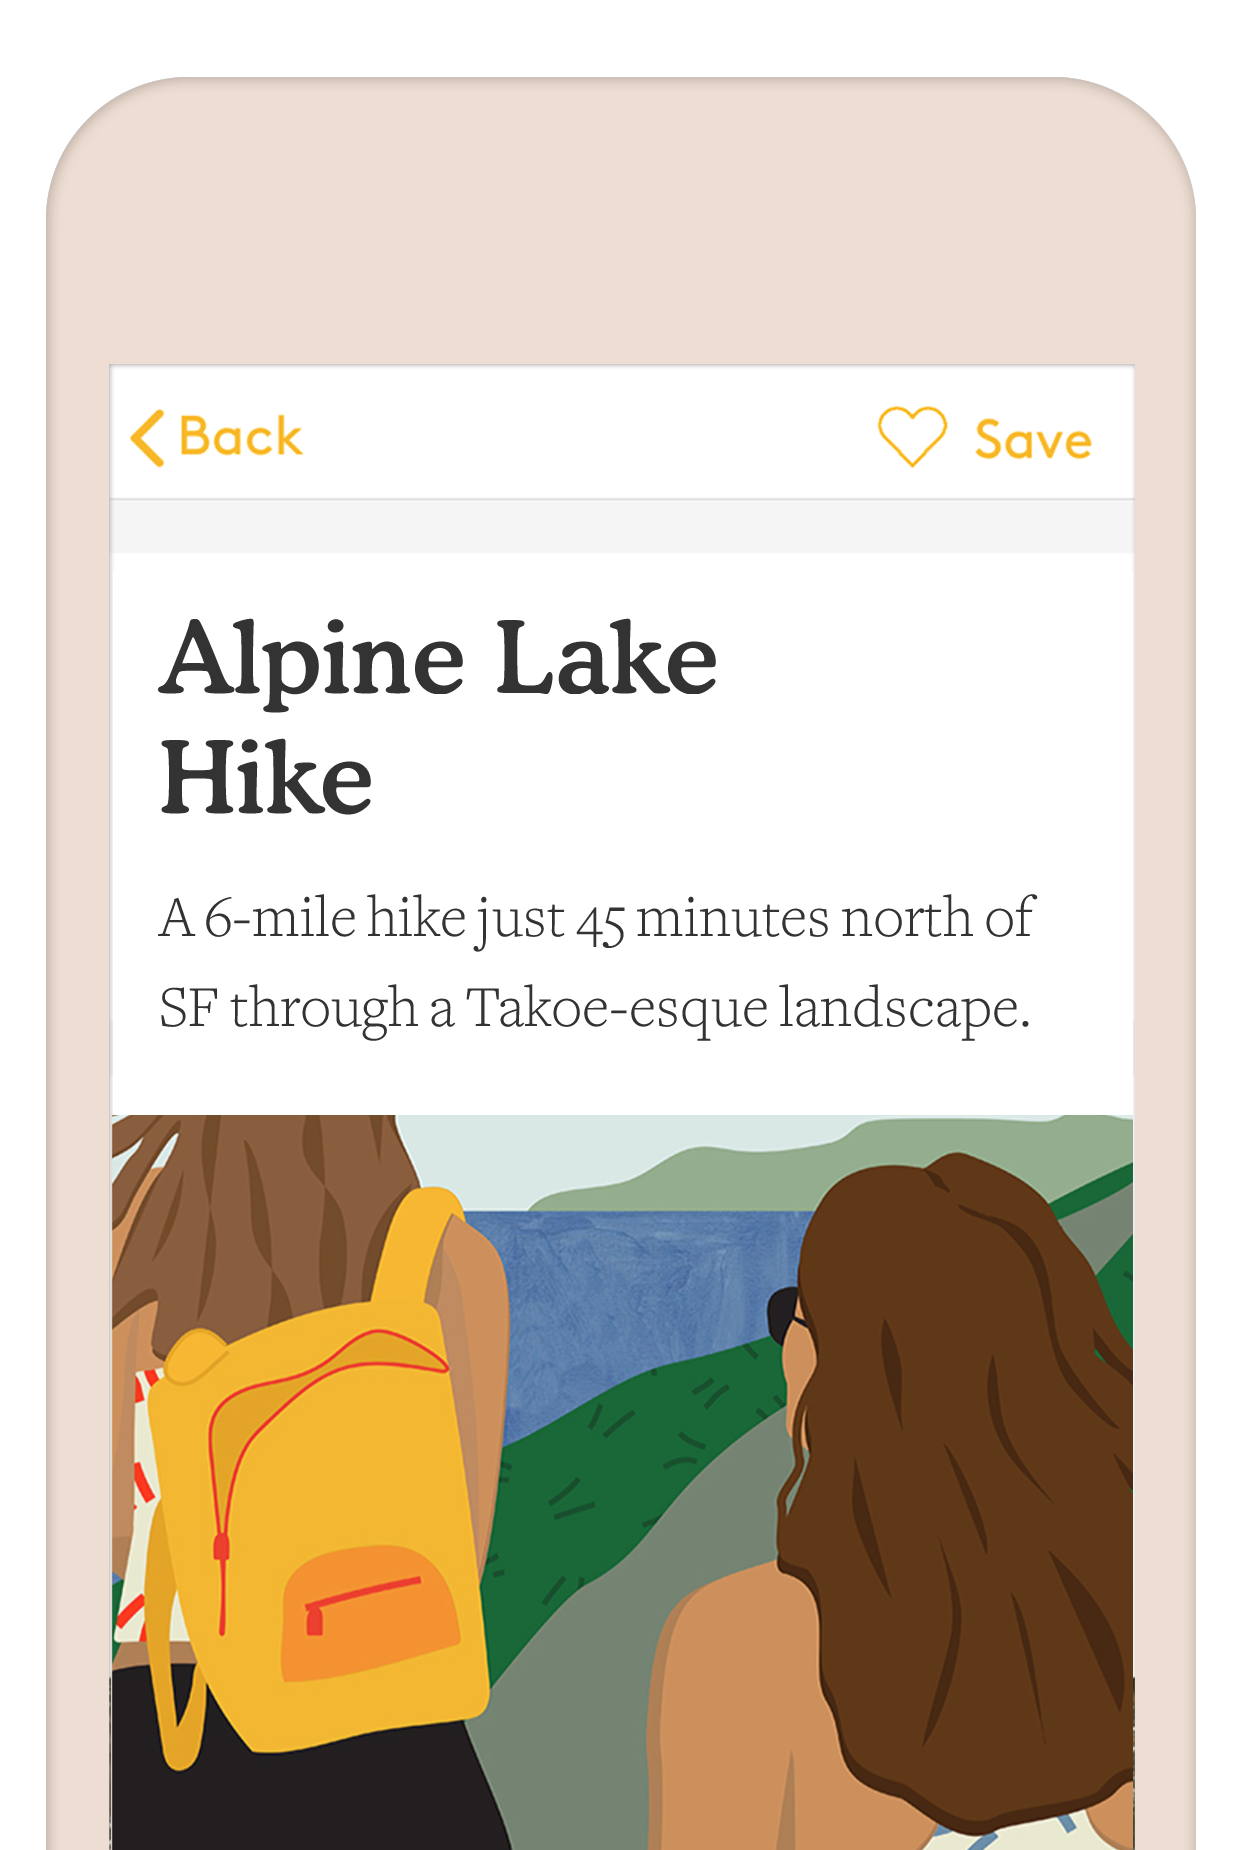 Back
Save
Alpine Lake
Hike
A 6-mile hike just 45 minutes north of
SF through a Takoe-esque landscape.